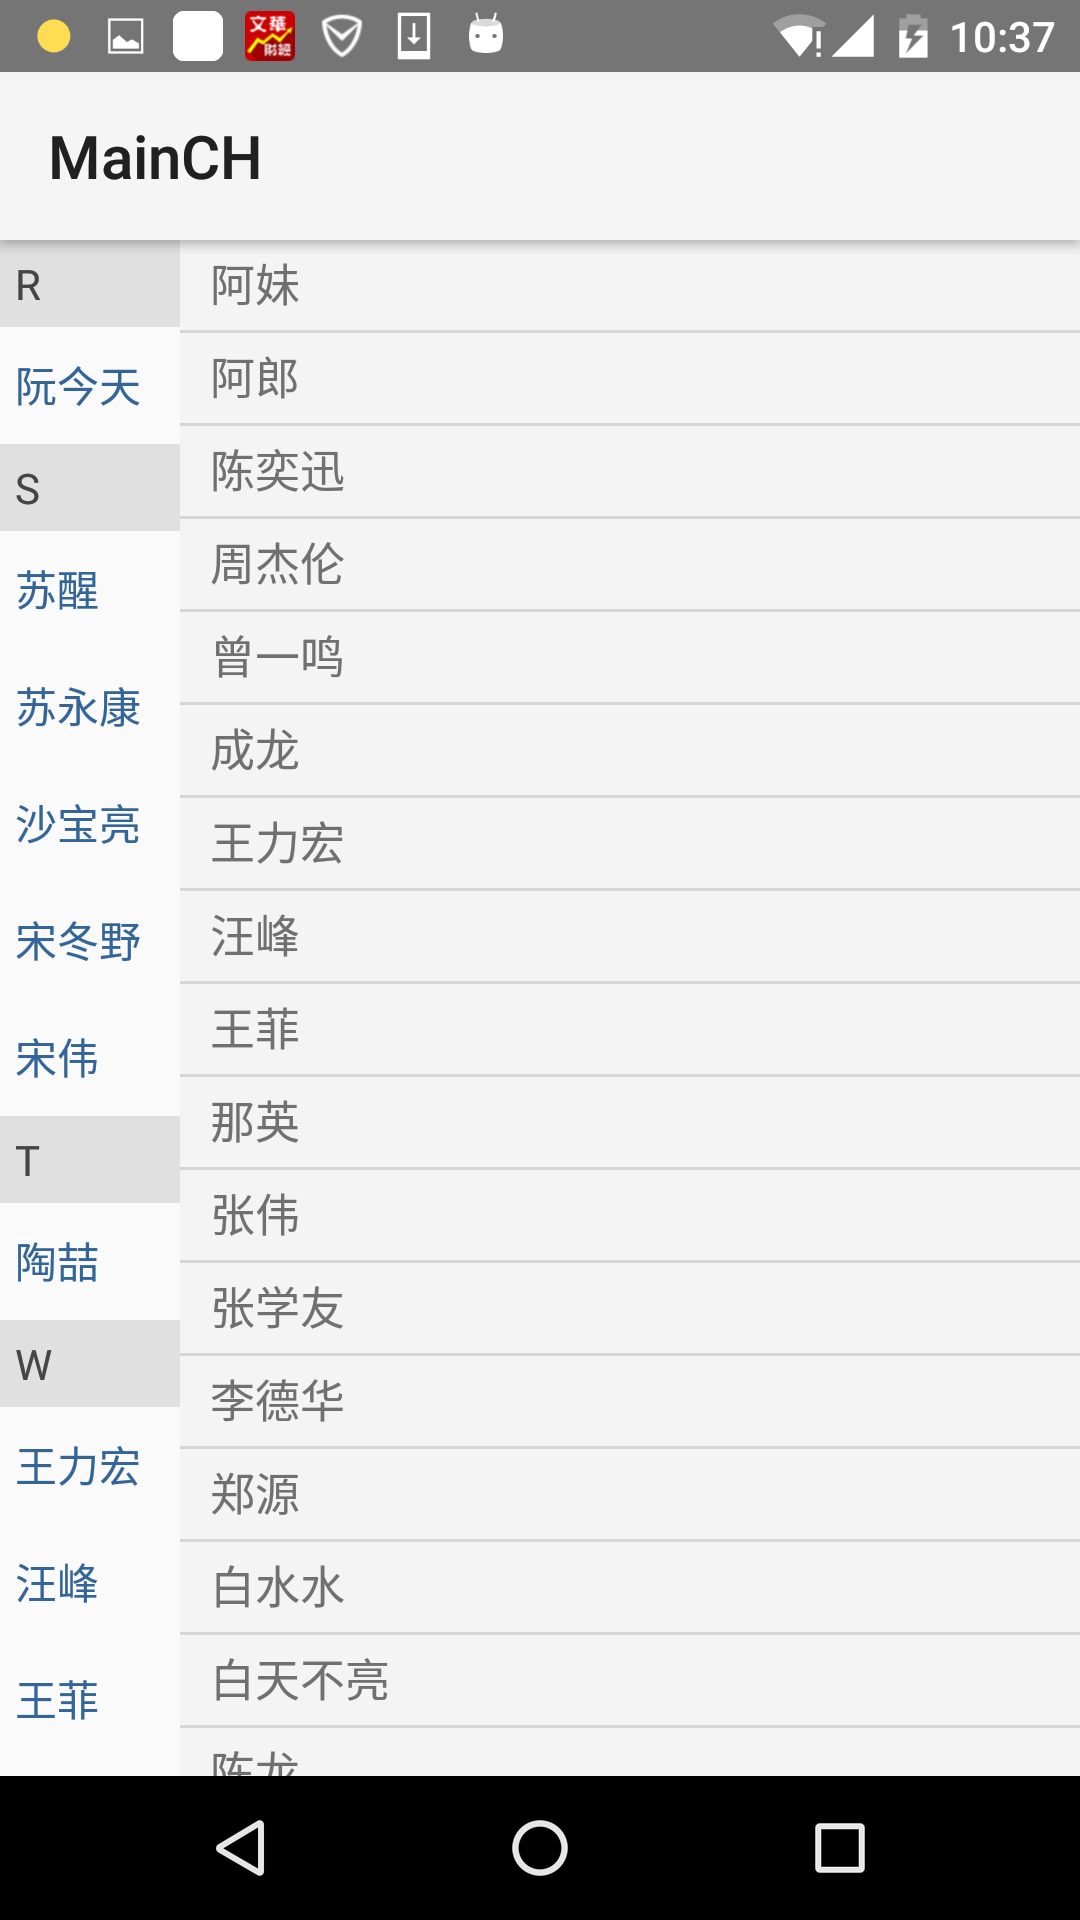 文華
財經
10:37
MainCH
R
阮今天
S
苏醒
苏永康
沙宝亮
宋冬野
宋伟
T
陶喆
W
王力宏
汪峰
王菲
阿妹
阿郎
陈奕迅
周杰伦
曾一鸣
成龙
王力宏
汪峰
王菲
那英
张伟
张学友
李德华
郑源
白水水
白天不亮
陈龙